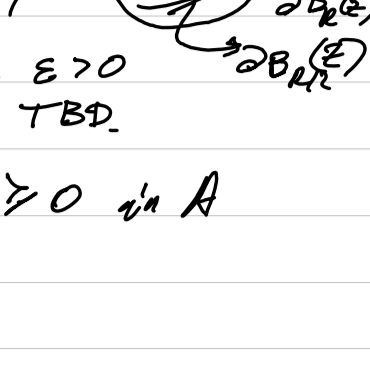 ∂B_R(z)
ε > 0 ∂B_{R/2}(z)
TBD.
≥ 0 in A